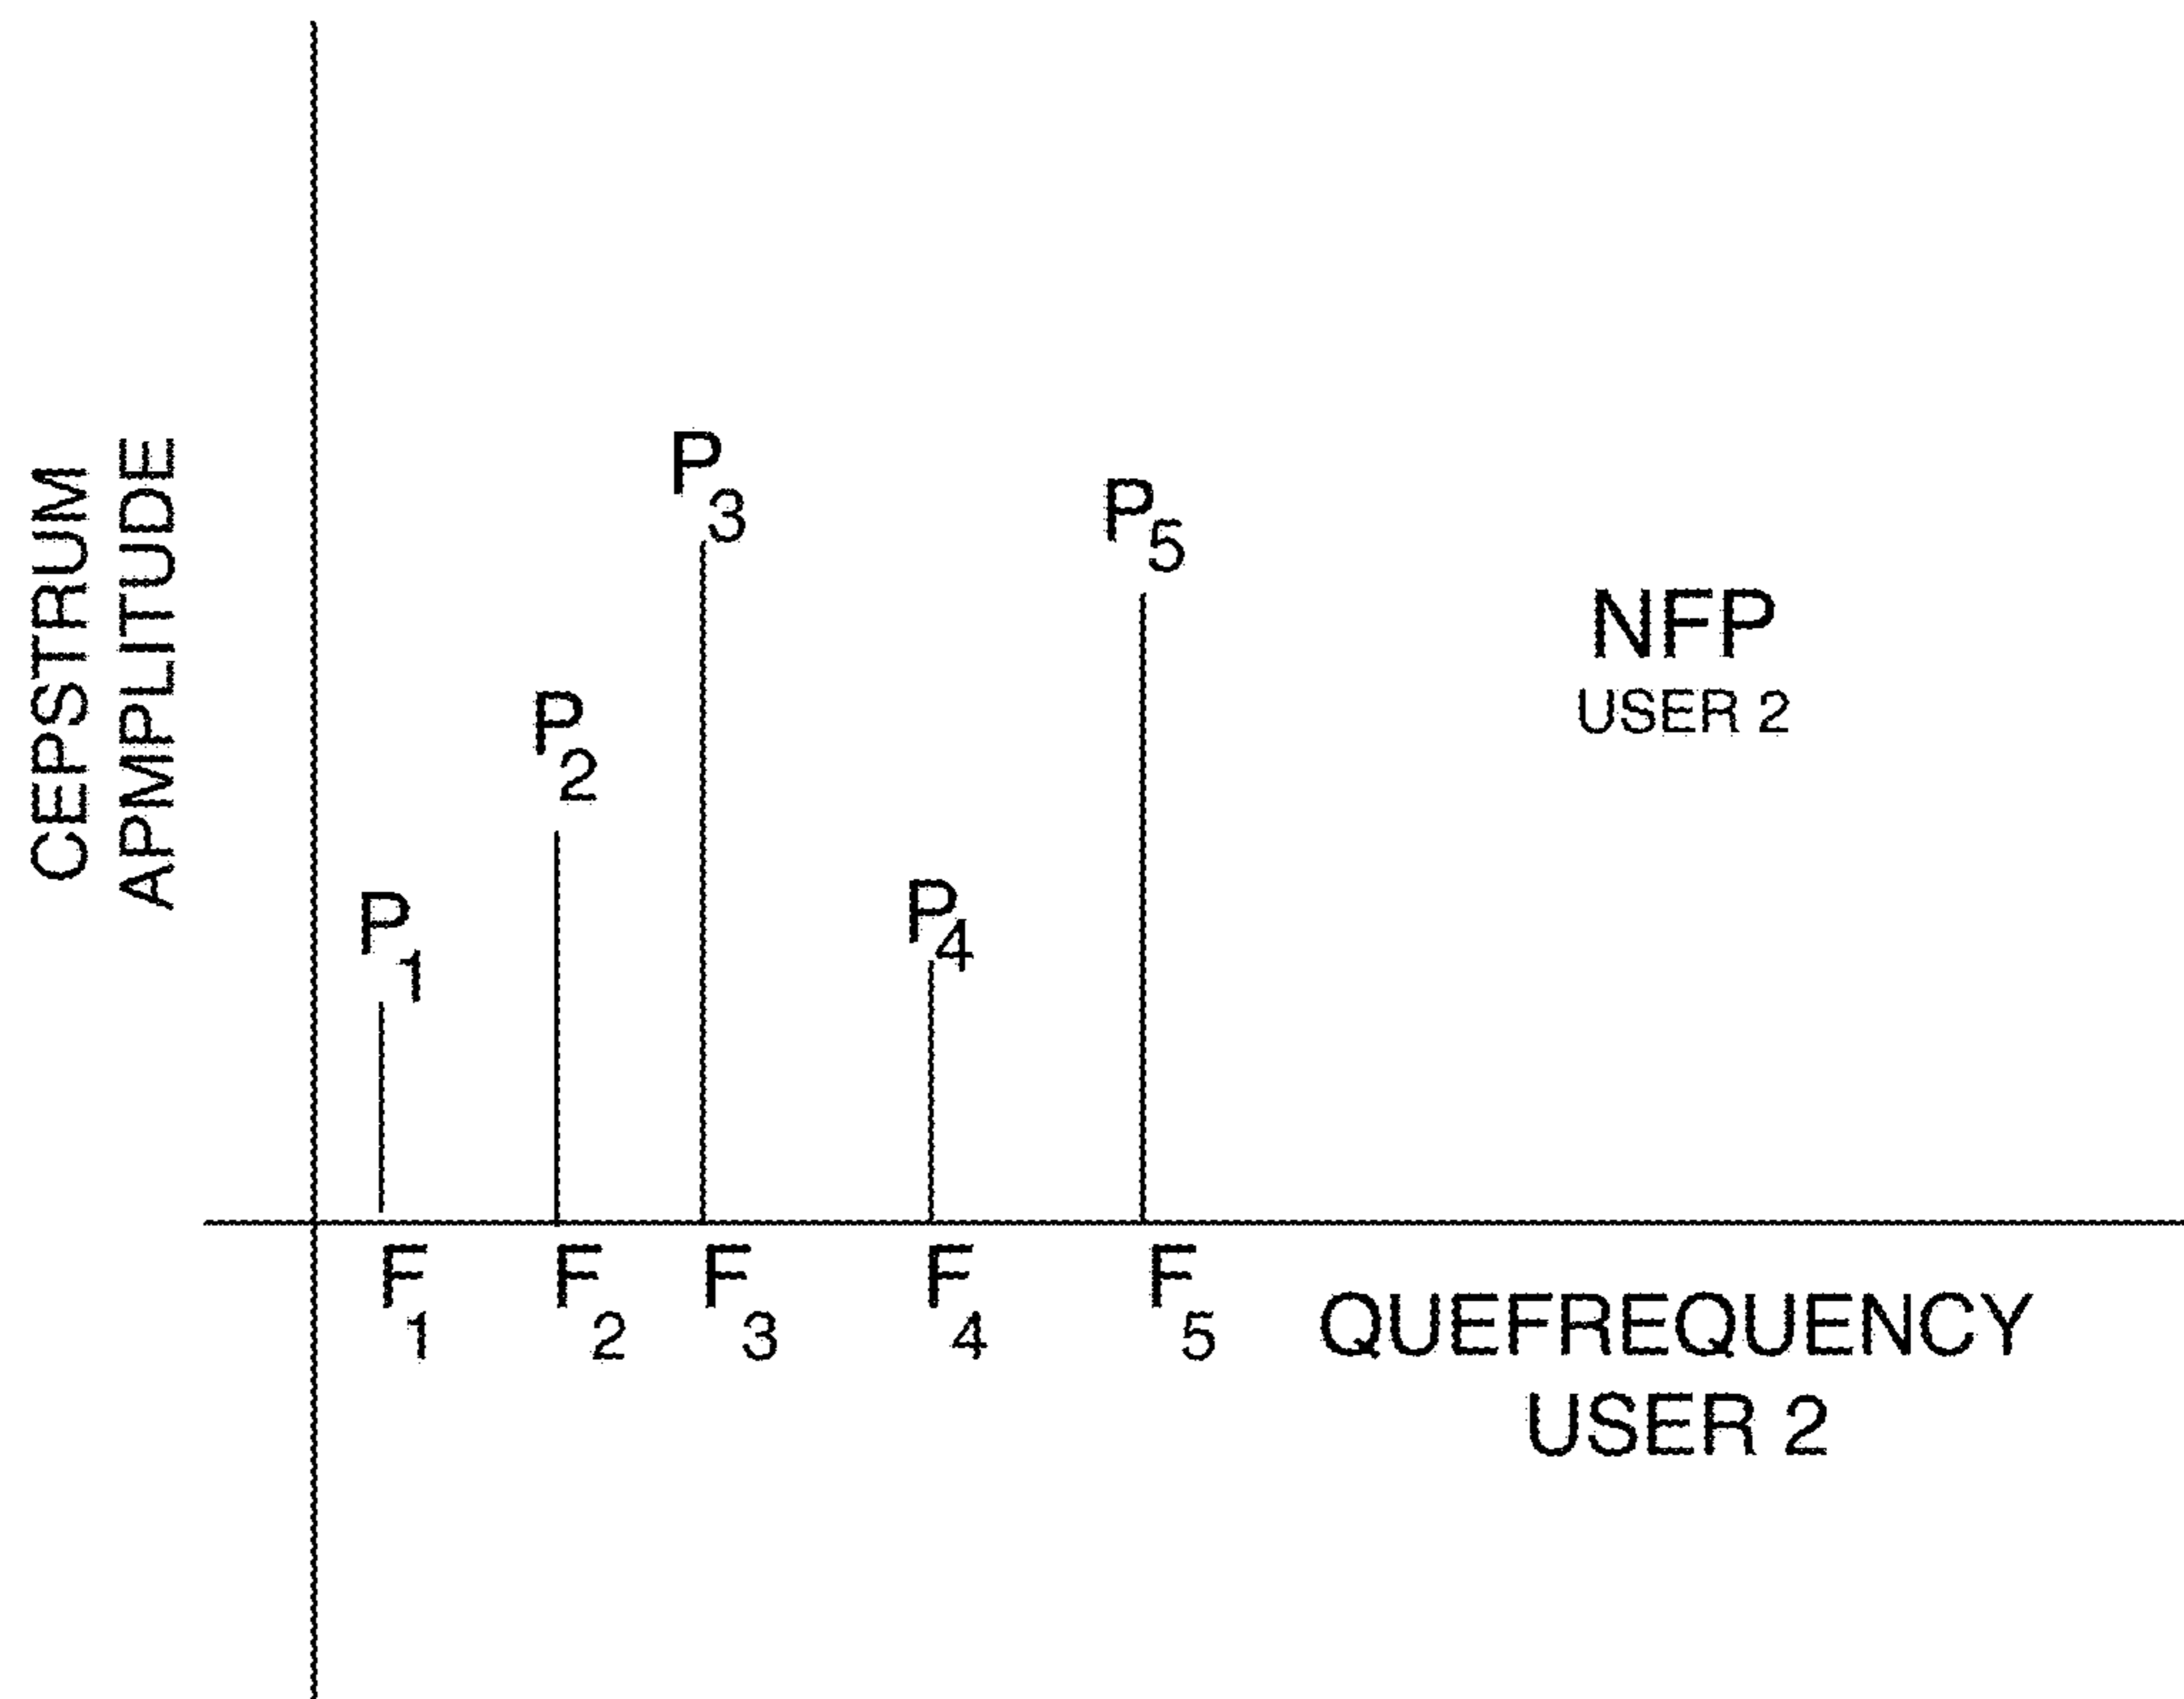 CEPSTRUM
APMPLITUDE
P3
P5
P2
P1
P4
NFP
USER 2
F1 F2 F3 F4 F5
QUEFREQUENCY
USER 2